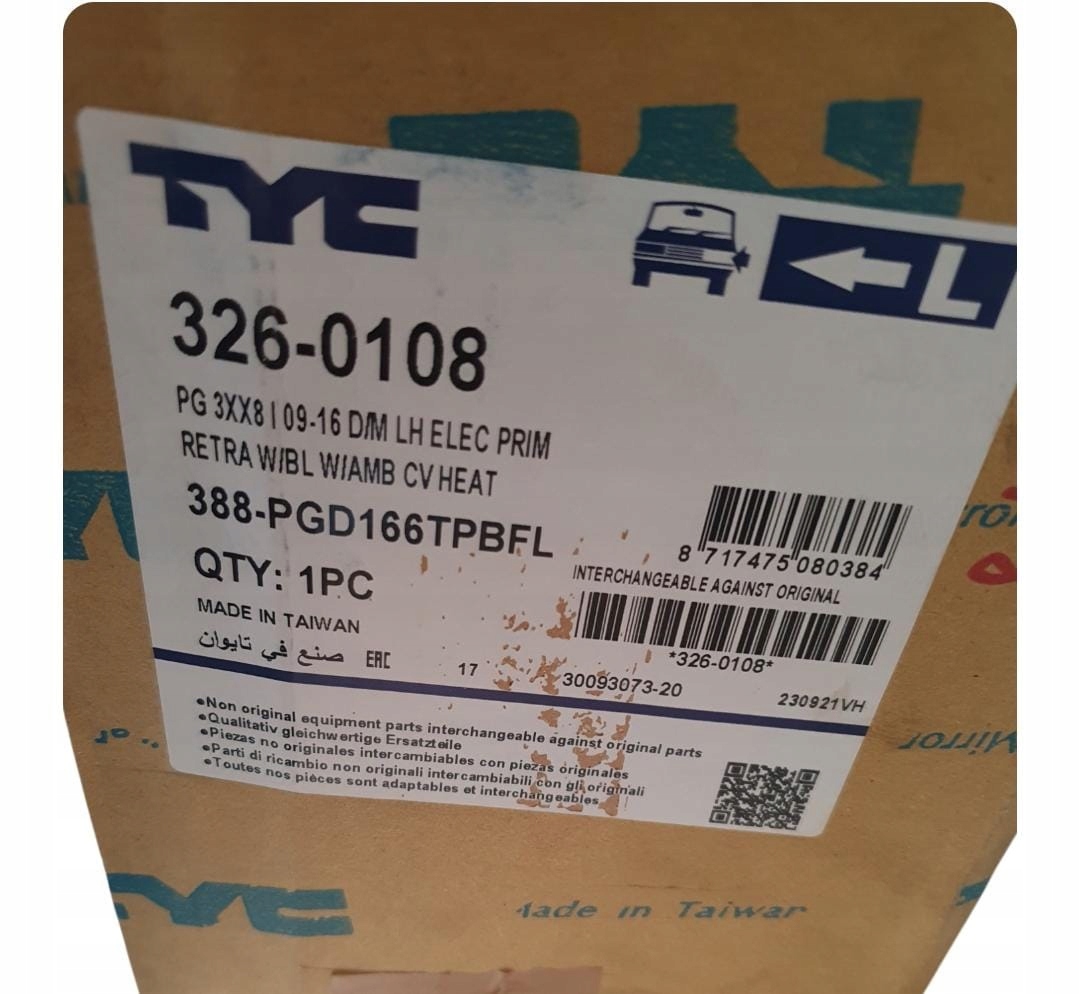 TYC
L
326-0108
PG 3XX8 I 09-16 D/M LH ELEC PRIM
RETRA W/BL W/AMB CV HEAT
388-PGD166TPBFL
8 717475 080384
QTY: 1PC
INTERCHANGEABLE AGAINST ORIGINAL
MADE IN TAIWAN
*326-0108*
صنع في تايوان EAC
17
30093073-20
230921VH
•Non original equipment parts interchangeable against original parts
•Qualitativ gleichwertige Ersatzteile
•Piezas no originales intercambiables con piezas originales
•Parti di ricambio non originali intercambiabili con gli originali
•Toutes nos pièces sont adaptables et interchangeables
Mirror
TYC
Made in Taiwan